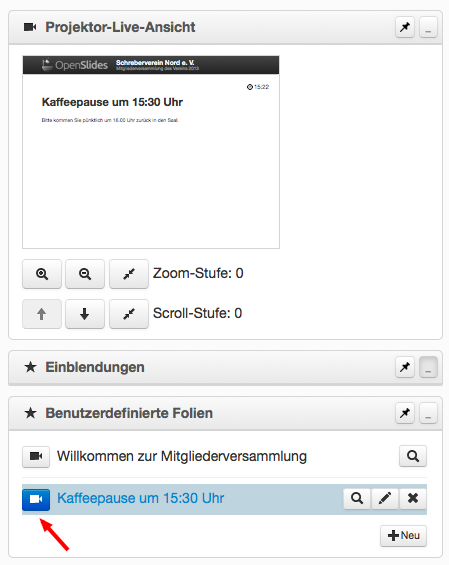 Projektor-Live-Ansicht
OpenSlides
Schreberverein Nord e. V.
Mitgliederversammlung des Vereins 2013
15:22
Kaffeepause um 15:30 Uhr
Bitte kommen Sie pünktlich um 16.00 Uhr zurück in den Saal.
Zoom-Stufe: 0
Scroll-Stufe: 0
Einblendungen
Benutzerdefinierte Folien
Willkommen zur Mitgliederversammlung
Kaffeepause um 15:30 Uhr
Neu